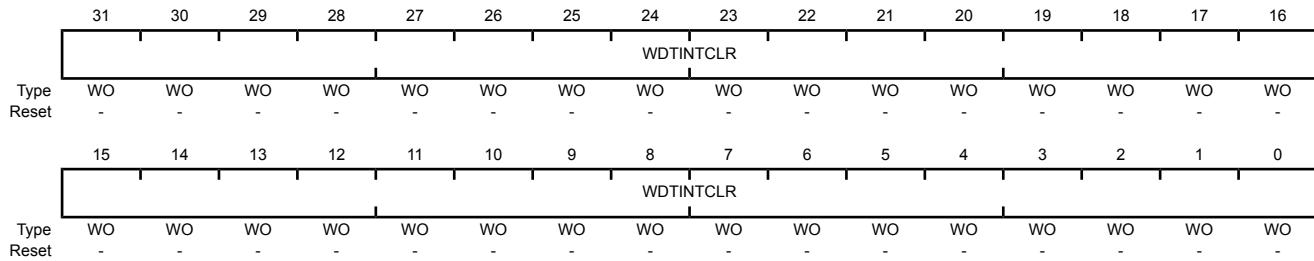 31 30 29 28 27 26 25 24 23 22 21 20 19 18 17 16
WDTINTCLR
Type WO WO WO WO WO WO WO WO WO WO WO WO WO WO WO WO
Reset - - - - - - - - - - - - - - - -
15 14 13 12 11 10 9 8 7 6 5 4 3 2 1 0
WDTINTCLR
Type WO WO WO WO WO WO WO WO WO WO WO WO WO WO WO WO
Reset - - - - - - - - - - - - - - - -